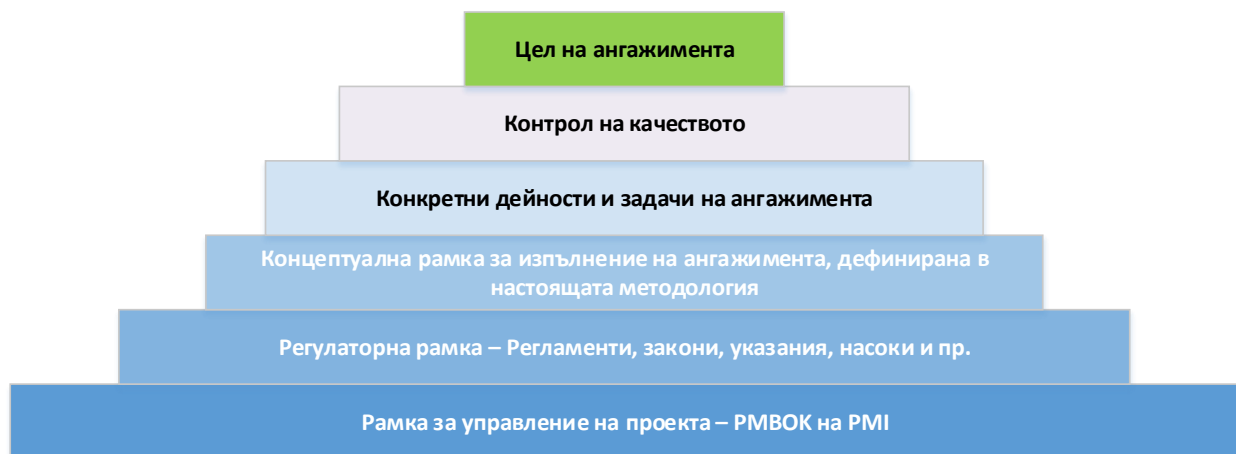 Цел на ангажимента
Контрол на качеството
Конкретни дейности и задачи на ангажимента
Концептуална рамка за изпълнение на ангажимента, дефинирана в
настоящата методология
Регулаторна рамка – Регламенти, закони, указания, насоки и пр.
Рамка за управление на проекта – PMBOK на PMI